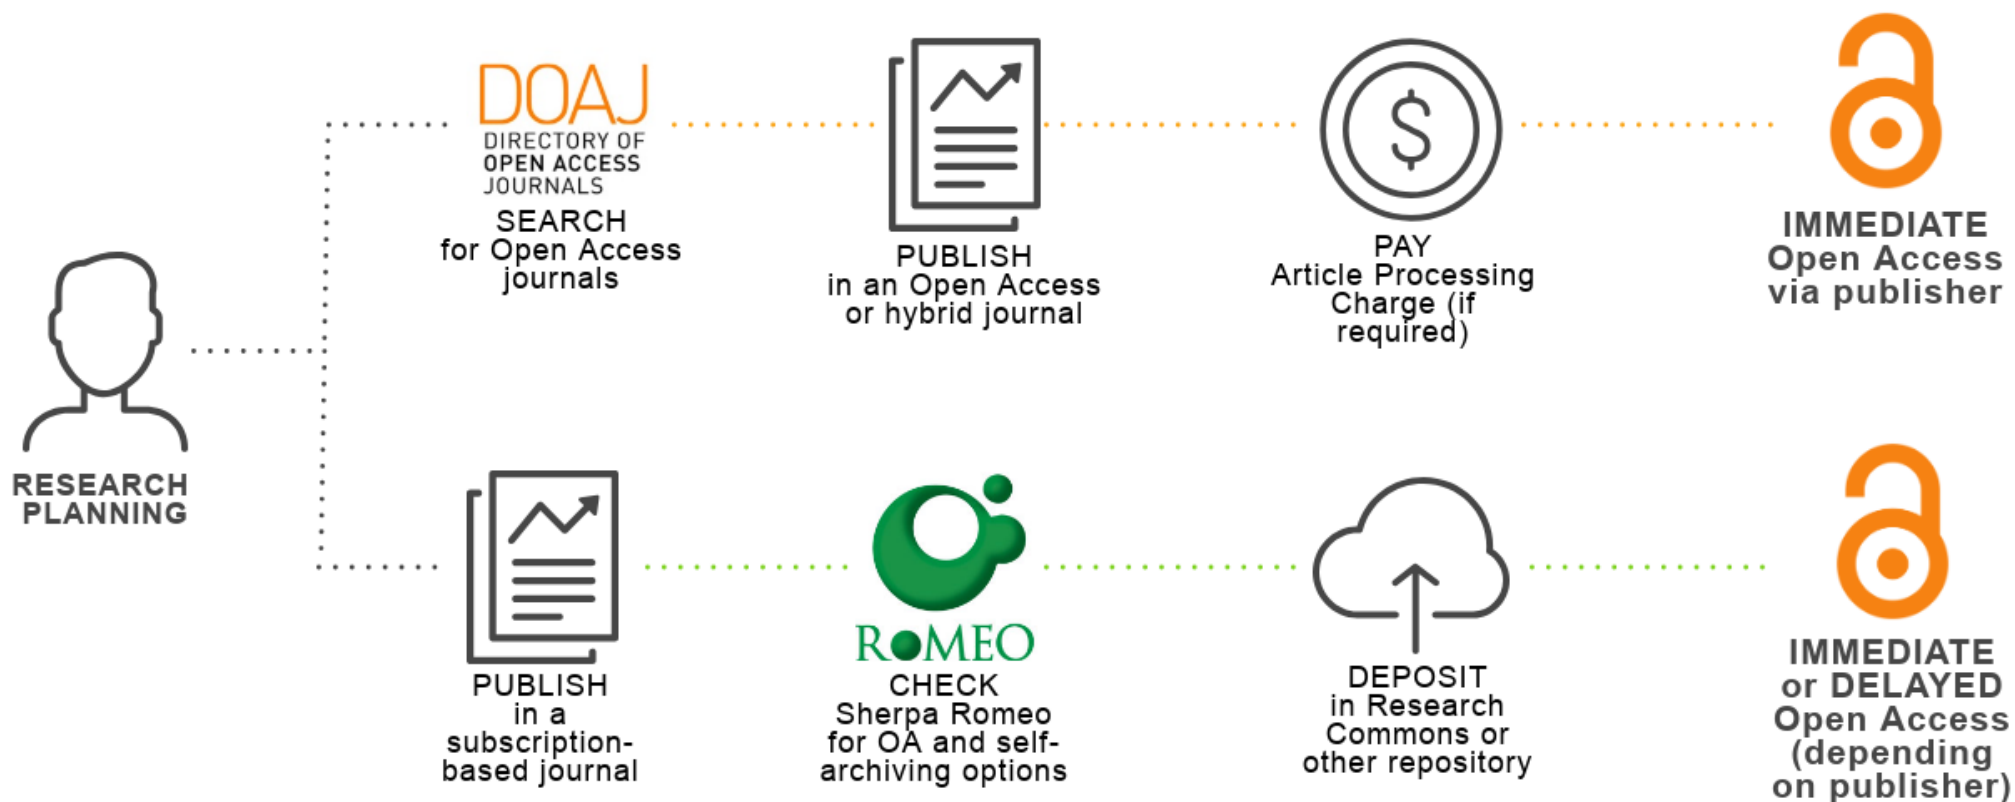 RESEARCH
PLANNING
DOAJ
DIRECTORY OF
OPEN ACCESS
JOURNALS
SEARCH
for Open Access
journals
PUBLISH
in an Open Access
or hybrid journal
$
PAY
Article Processing
Charge (if
required)
IMMEDIATE
Open Access
via publisher
PUBLISH
in a
subscription-
based journal
ROMEO
CHECK
Sherpa Romeo
for OA and self-
archiving options
DEPOSIT
in Research
Commons or
other repository
IMMEDIATE
or DELAYED
Open Access
(depending
on publisher)